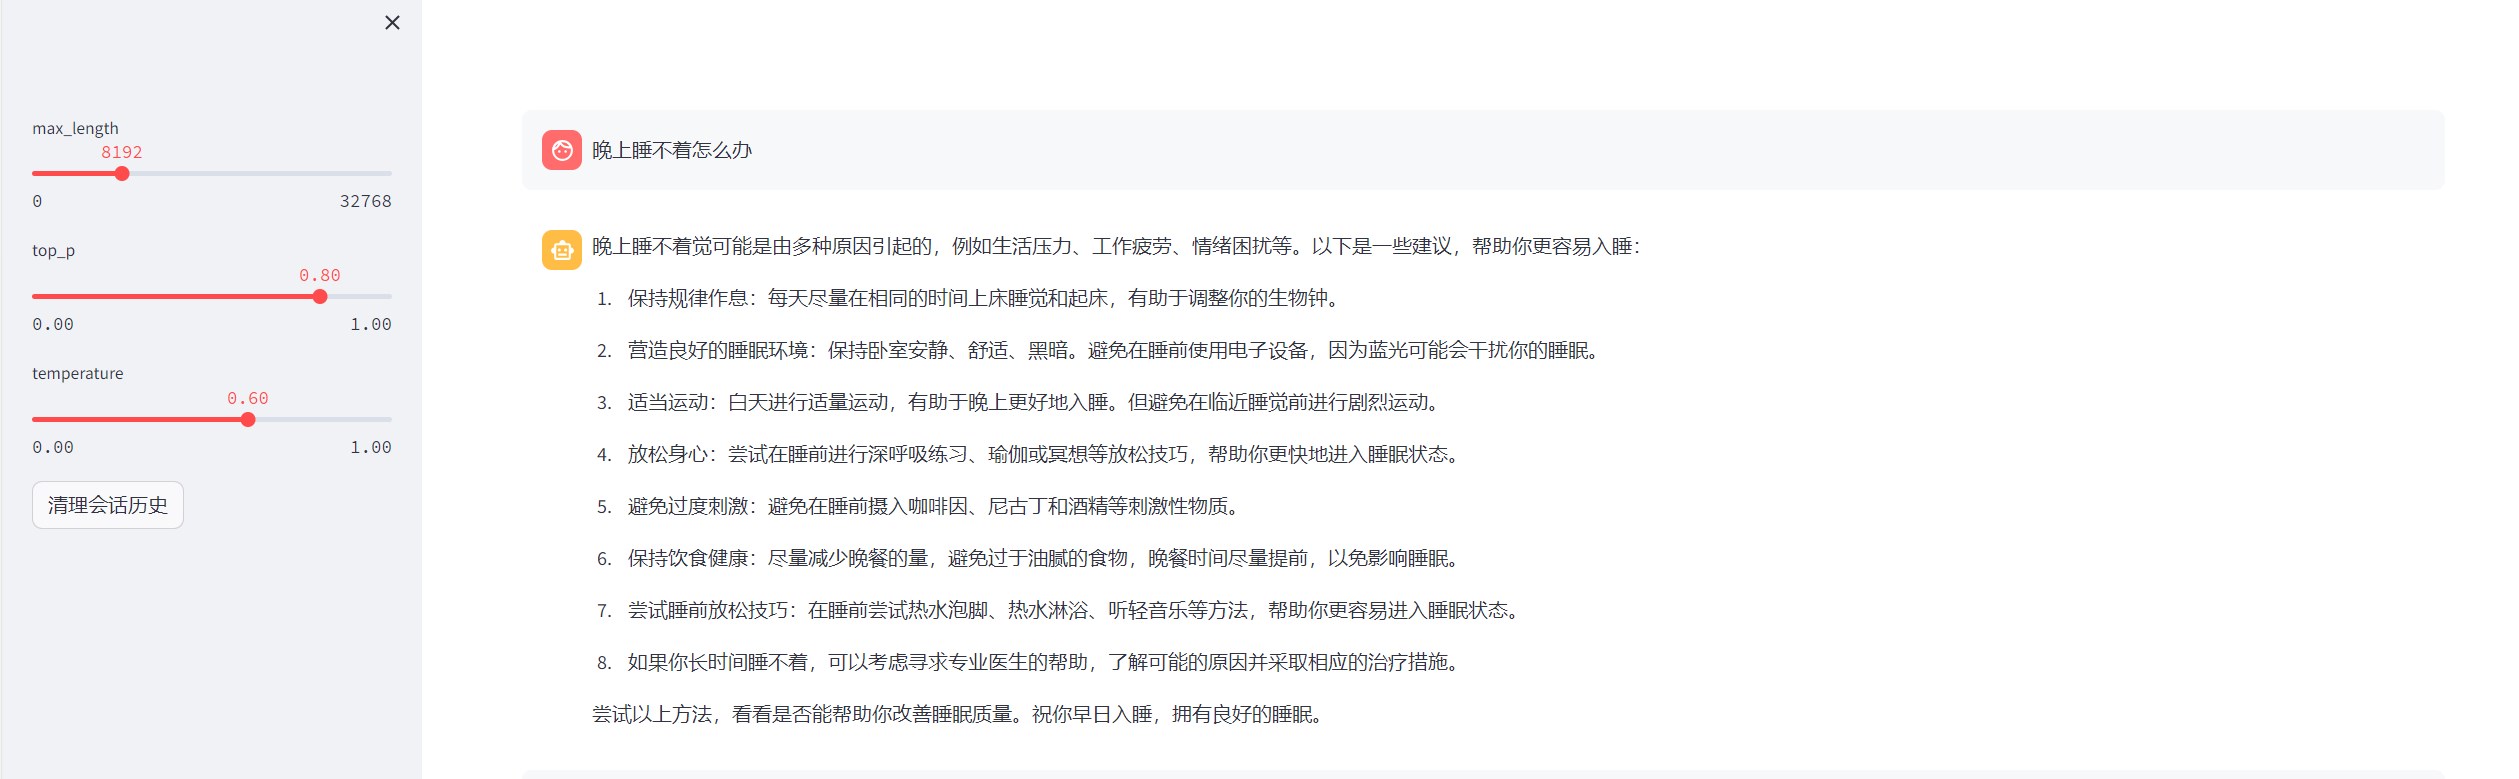 max_length
8192
0 32768
top_p
0.80
0.00 1.00
temperature
0.60
0.00 1.00
清理会话历史
晚上睡不着怎么办
晚上睡不着觉可能是由多种原因引起的，例如生活压力、工作疲劳、情绪困扰等。以下是一些建议，帮助你更容易入睡：
1. 保持规律作息：每天尽量在相同的时间上床睡觉和起床，有助于调整你的生物钟。
2. 营造良好的睡眠环境：保持卧室安静、舒适、黑暗。避免在睡前使用电子设备，因为蓝光可能会干扰你的睡眠。
3. 适当运动：白天进行适量运动，有助于晚上更好地入睡。但避免在临近睡觉前进行剧烈运动。
4. 放松身心：尝试在睡前进行深呼吸练习、瑜伽或冥想等放松技巧，帮助你更快地进入睡眠状态。
5. 避免过度刺激：避免在睡前摄入咖啡因、尼古丁和酒精等刺激性物质。
6. 保持饮食健康：尽量减少晚餐的量，避免过于油腻的食物，晚餐时间尽量提前，以免影响睡眠。
7. 尝试睡前放松技巧：在睡前尝试热水泡脚、热水淋浴、听轻音乐等方法，帮助你更容易进入睡眠状态。
8. 如果你长时间睡不着，可以考虑寻求专业医生的帮助，了解可能的原因并采取相应的治疗措施。
尝试以上方法，看看是否能帮助你改善睡眠质量。祝你早日入睡，拥有良好的睡眠。